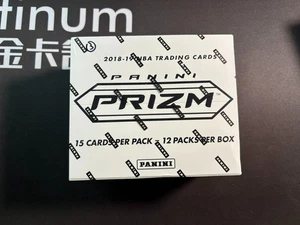 tinum
金卡
2018-19 NBA TRADING CARDS
PANINI
PRIZM
15 CARDS PER PACK - 12 PACKS PER BOX
PANINI